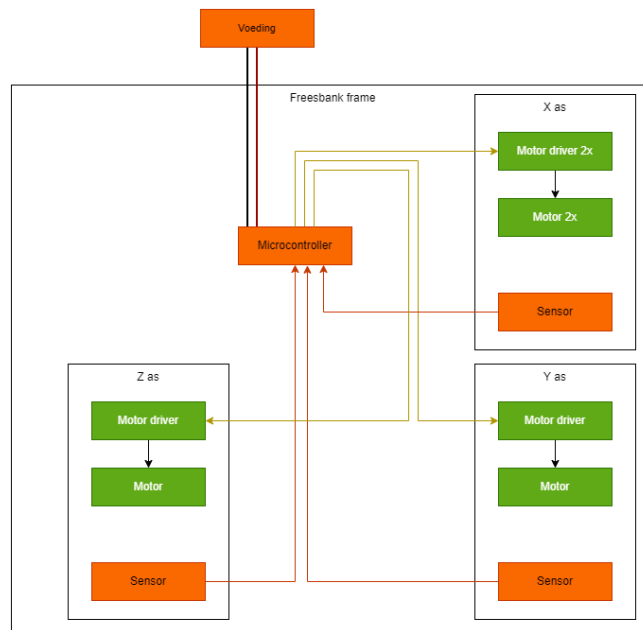 Voeding
Freesbank frame
X as
Motor driver 2x
Motor 2x
Microcontroller
Sensor
Z as
Motor driver
Motor
Sensor
Y as
Motor driver
Motor
Sensor